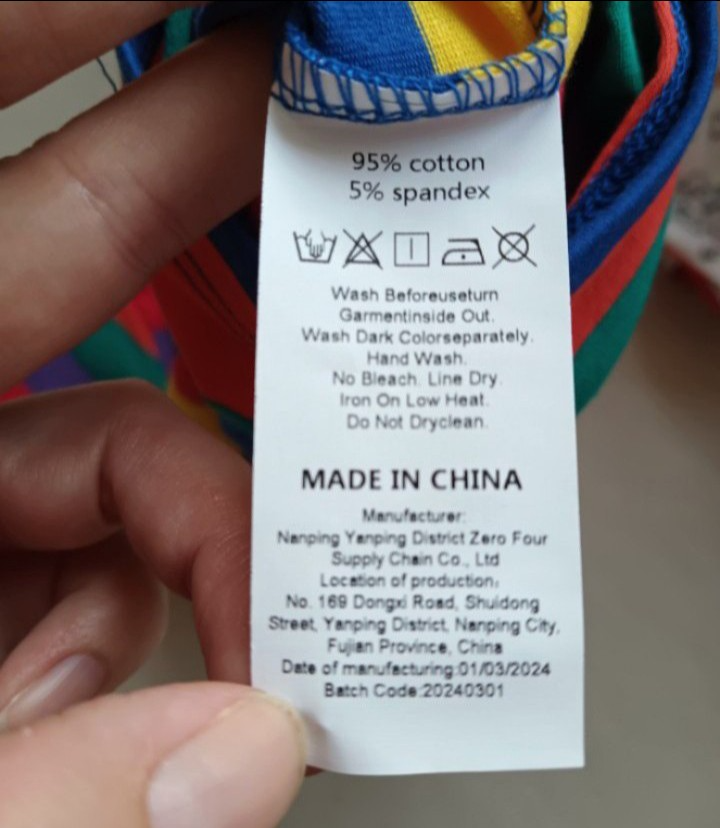 95% cotton
5% spandex
Wash Beforeuseturn
Garmentinside Out.
Wash Dark Colorseparately.
Hand Wash.
No Bleach. Line Dry.
Iron On Low Heat.
Do Not Dryclean.
MADE IN CHINA
Manufacturer:
Nanping Yanping District Zero Four
Supply Chain Co., Ltd
Location of production:
No. 169 Dongxi Road, Shuidong
Street, Yanping District, Nanping City,
Fujian Province, China
Date of manufacturing:01/03/2024
Batch Code:20240301